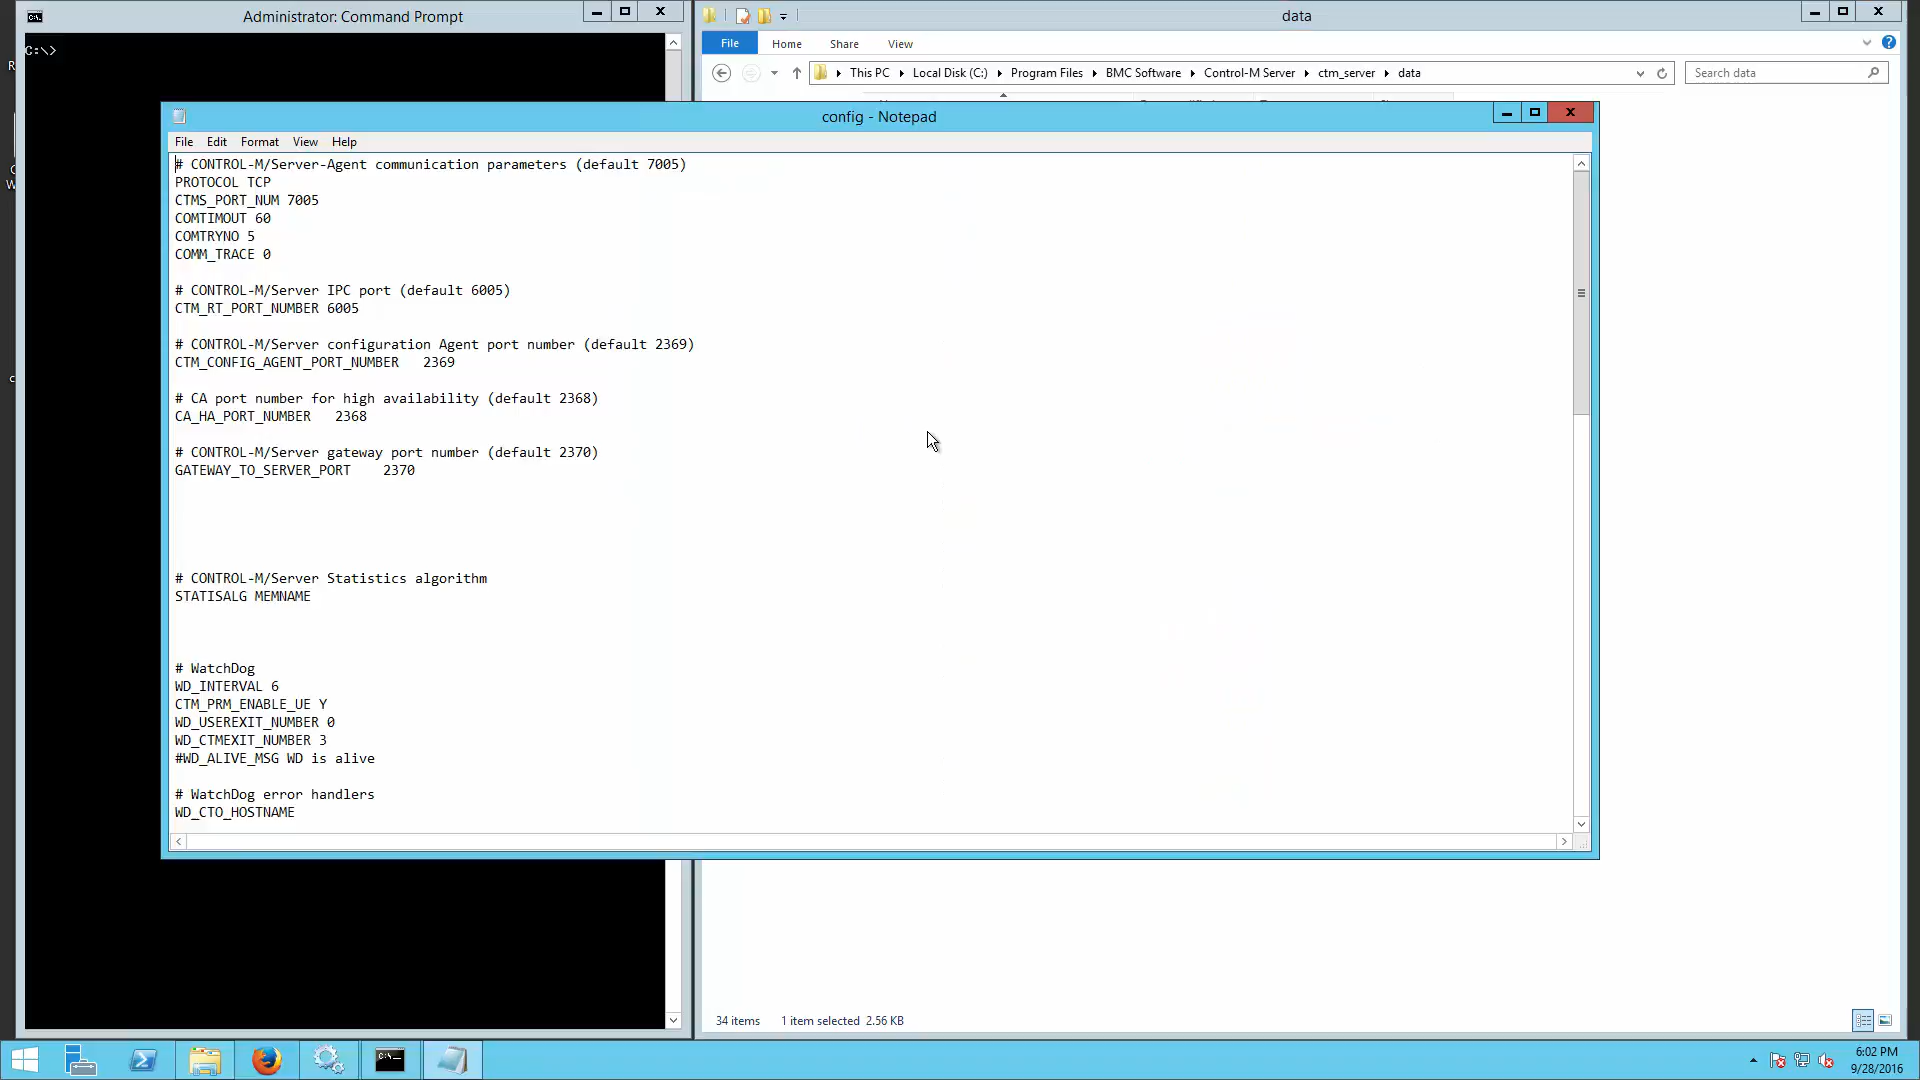 Administrator: Command Prompt
C:\>
data
File Home Share View
This PC Local Disk (C:) Program Files BMC Software Control-M Server ctm_server data
Search data
config - Notepad
File Edit Format View Help
# CONTROL-M/Server-Agent communication parameters (default 7005)
PROTOCOL TCP
CTMS_PORT_NUM 7005
COMTIMOUT 60
COMTRYNO 5
COMM_TRACE 0
# CONTROL-M/Server IPC port (default 6005)
CTM_RT_PORT_NUMBER 6005
# CONTROL-M/Server configuration Agent port number (default 2369)
CTM_CONFIG_AGENT_PORT_NUMBER 2369
# CA port number for high availability (default 2368)
CA_HA_PORT_NUMBER 2368
# CONTROL-M/Server gateway port number (default 2370)
GATEWAY_TO_SERVER_PORT 2370
# CONTROL-M/Server Statistics algorithm
STATISALG MEMNAME
# WatchDog
WD_INTERVAL 6
CTM_PRM_ENABLE_UE Y
WD_USEREXIT_NUMBER 0
WD_CTMEXIT_NUMBER 3
#WD_ALIVE_MSG WD is alive
# WatchDog error handlers
WD_CTO_HOSTNAME
34 items 1 item selected 2.56 KB
6:02 PM
9/28/2016